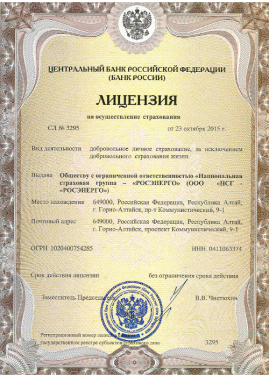 ЦЕНТРАЛЬНЫЙ БАНК РОССИЙСКОЙ ФЕДЕРАЦИИ
(БАНК РОССИИ)
ЛИЦЕНЗИЯ
на осуществление страхования
СЛ № 3295 от 23 октября 2015 г.
Вид деятельности добровольное личное страхование, за исключением
добровольного страхования жизни
Выдана Обществу с ограниченной ответственностью «Национальная
страховая группа – «РОСЭНЕРГО» (ООО «НСГ -
«РОСЭНЕРГО»)
Место нахождения 649000, Российская Федерация, Республика Алтай,
г. Горно-Алтайск, пр-т Коммунистический, 9-1
Почтовый адрес 649000, Российская Федерация, Республика Алтай,
г. Горно-Алтайск, проспект Коммунистический, 9-1
ОГРН 1020400754285 ИНН 0411063374
Срок действия лицензии без ограничения срока действия
Заместитель Председателя В.В. Чистюхин
Регистрационный номер записи в едином
государственном реестре субъектов страхового дела 3295